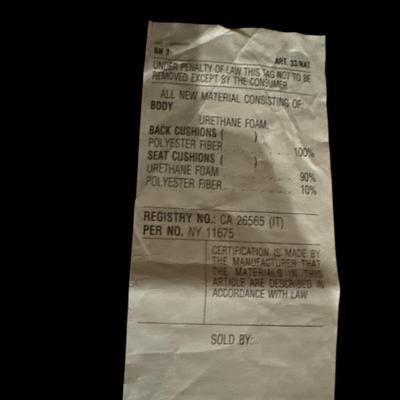 ART. 33/MAT
UNDER PENALTY OF LAW THIS TAG NOT TO BE
REMOVED EXCEPT BY THE CONSUMER
ALL NEW MATERIAL CONSISTING OF
BODY
URETHANE FOAM
BACK CUSHIONS ( )
POLYESTER FIBER 100%
SEAT CUSHIONS ( )
URETHANE FOAM 90%
POLYESTER FIBER 10%
REGISTRY NO.: CA 26565 (IT)
PER NO. NY 11675
CERTIFICATION IS MADE BY
THE MANUFACTURER THAT
THE MATERIALS IN THIS
ARTICLE ARE DESCRIBED IN
ACCORDANCE WITH LAW
SOLD BY: